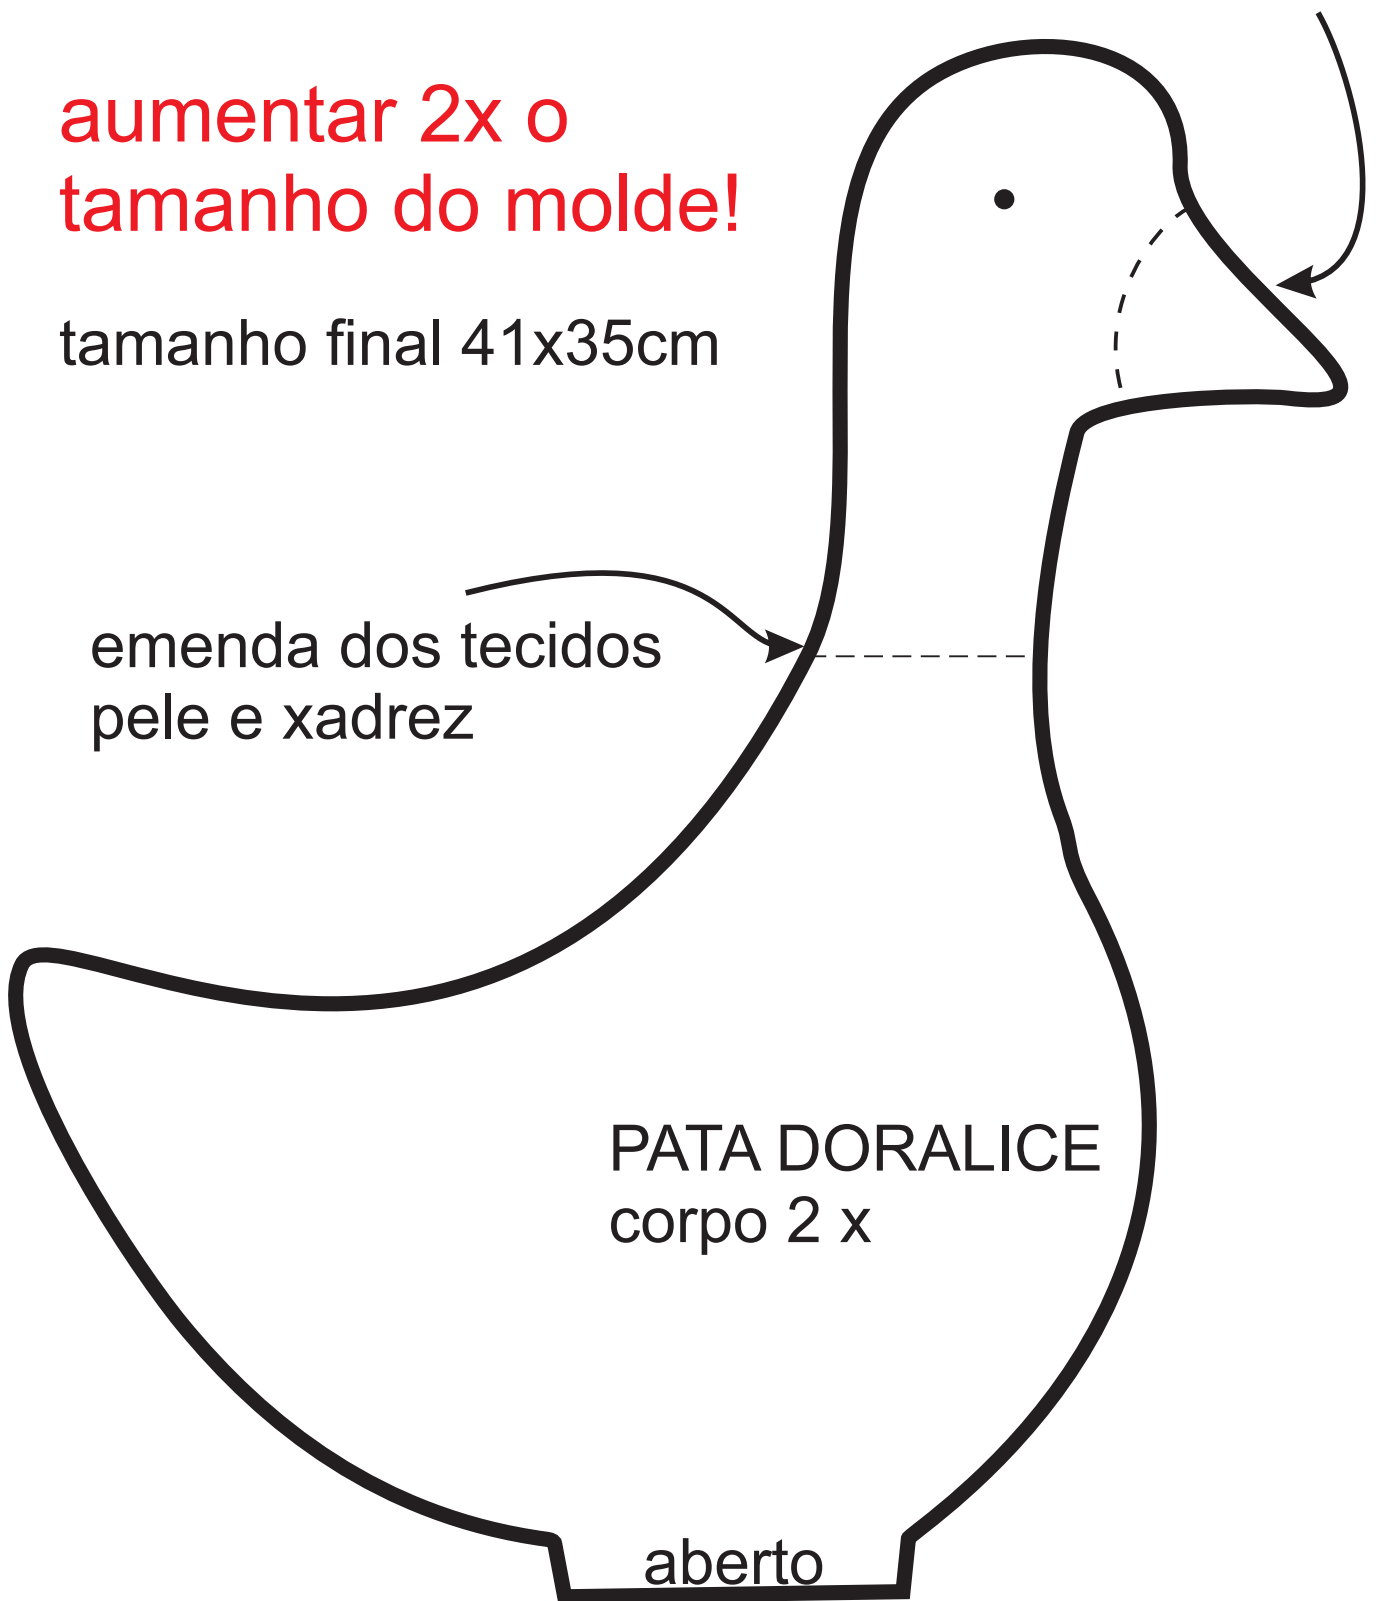 aumentar 2x o
tamanho do molde!
tamanho final 41x35cm
emenda dos tecidos
pele e xadrez
PATA DORALICE
corpo 2 x
aberto